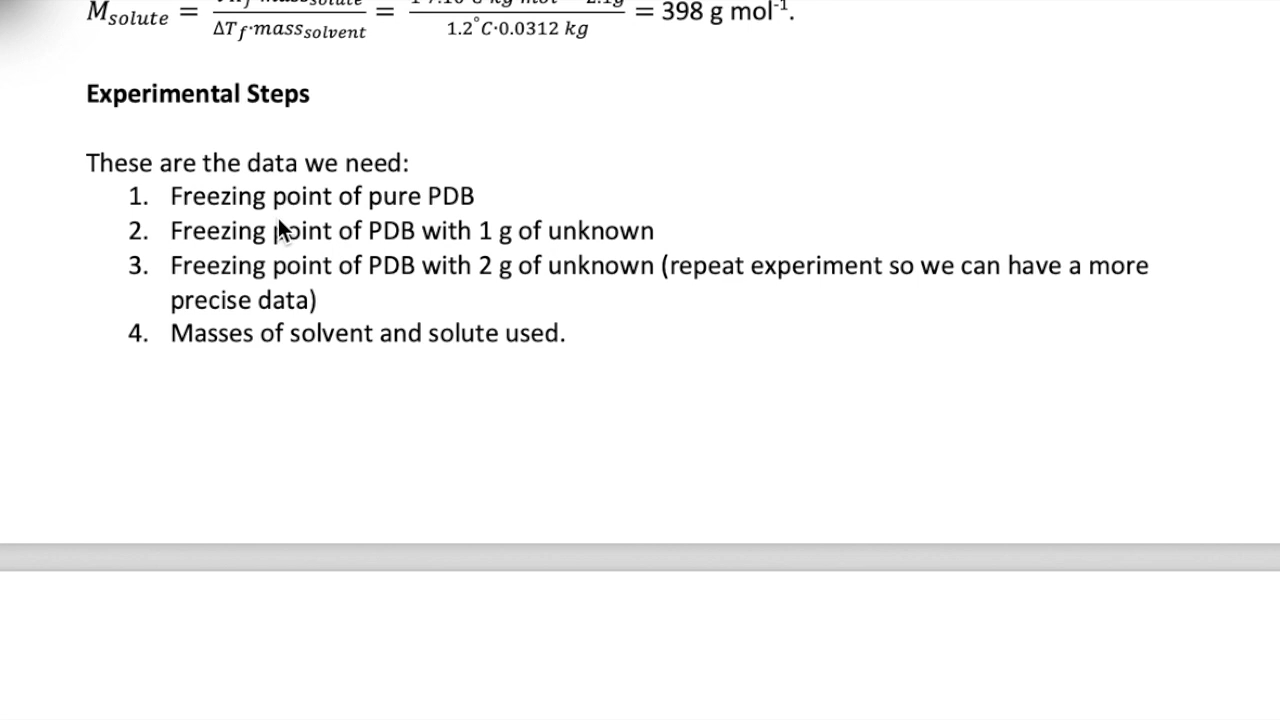 M_solute = ΔT_f·mass_solvent = 1.2°C·0.0312 kg = 398 g mol⁻¹.
Experimental Steps
These are the data we need:
1. Freezing point of pure PDB
2. Freezing point of PDB with 1 g of unknown
3. Freezing point of PDB with 2 g of unknown (repeat experiment so we can have a more
precise data)
4. Masses of solvent and solute used.